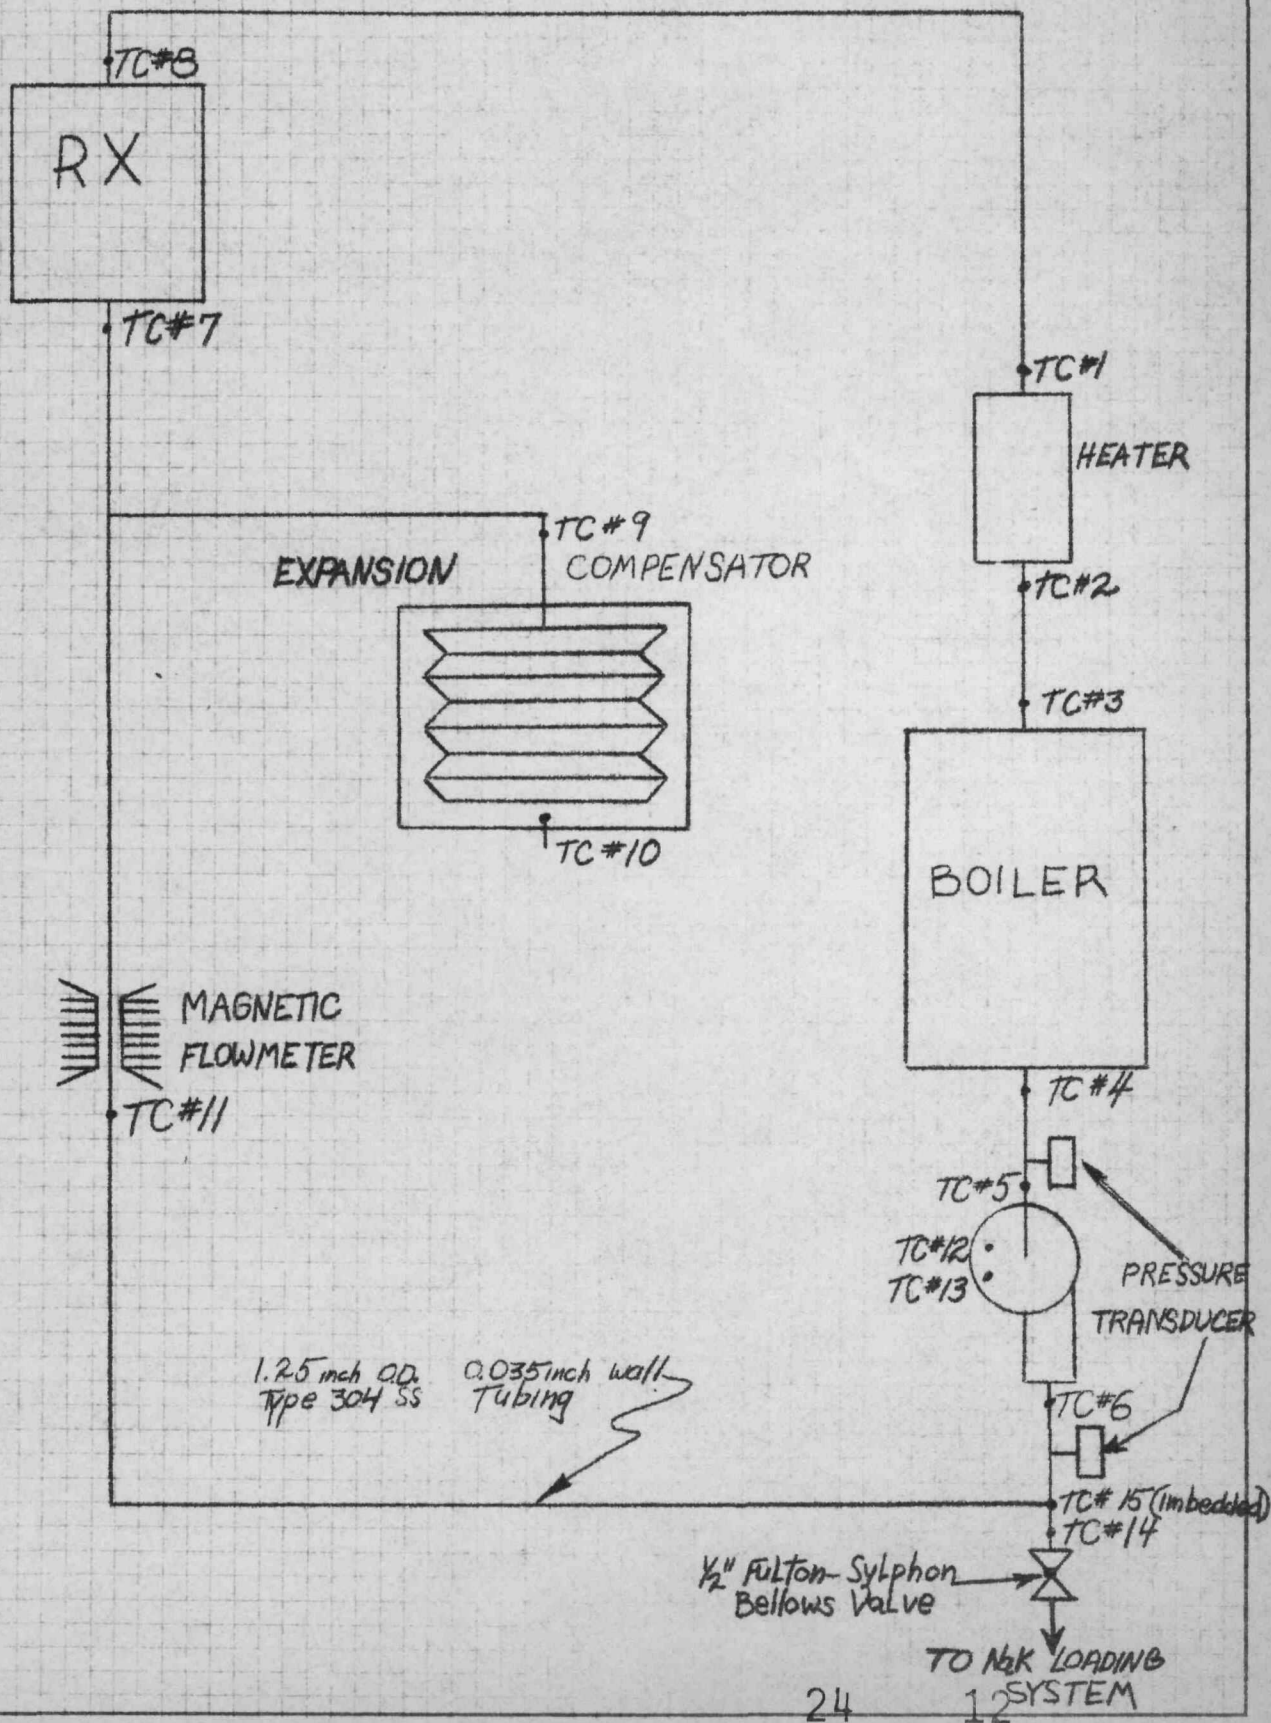 TC#8
RX
TC#7
TC#1
HEATER
TC#2
TC#9
EXPANSION COMPENSATOR
TC#3
TC#10
BOILER
MAGNETIC
FLOWMETER
TC#11
TC#4
TC#5
TC#12
TC#13
PRESSURE
TRANSDUCER
1.25 inch O.D. 0.035 inch wall
Type 304 SS Tubing
TC#6
TC# 15 (imbedded)
TC#14
1/2" Fulton-Sylphon
Bellows Valve
TO NaK LOADING
SYSTEM
24 12